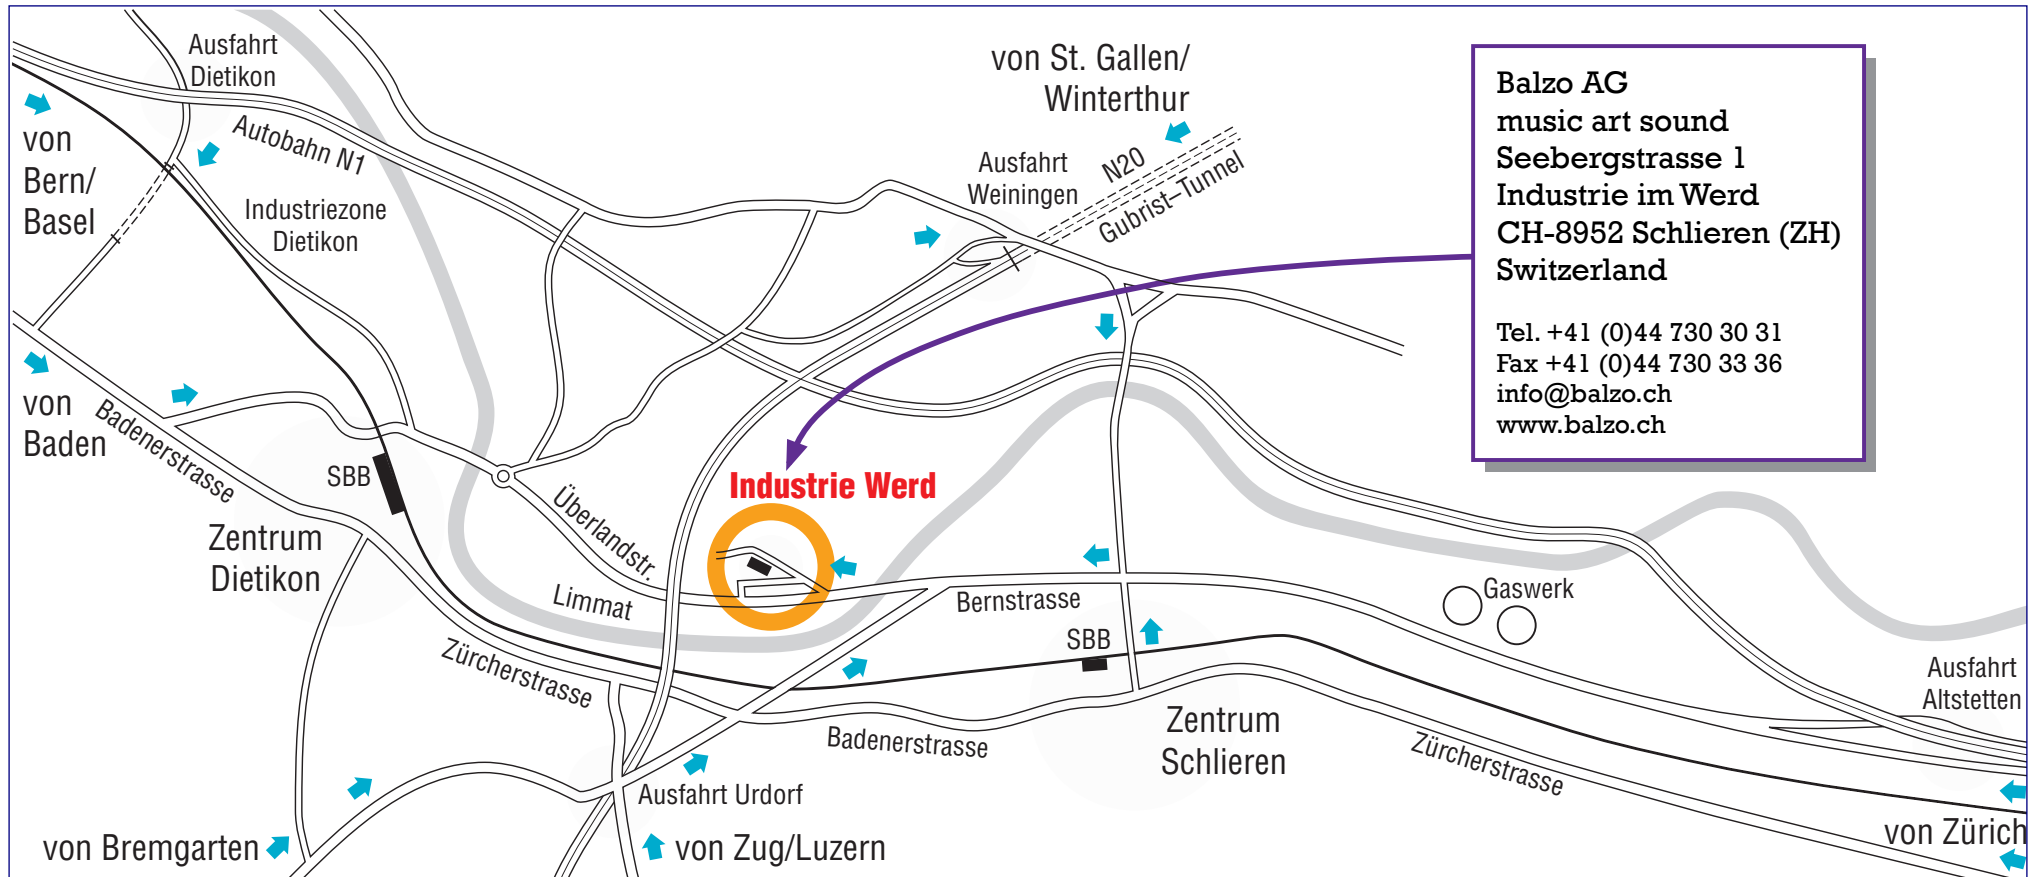 Ausfahrt
Dietikon
von
Bern/
Basel
Autobahn N1
Industriezone
Dietikon
von St. Gallen/
Winterthur
Ausfahrt
Weiningen
N20
Gubrist–Tunnel
Balzo AG
music art sound
Seebergstrasse 1
Industrie im Werd
CH-8952 Schlieren (ZH)
Switzerland
Tel. +41 (0)44 730 30 31
Fax +41 (0)44 730 33 36
info@balzo.ch
www.balzo.ch
von
Baden
Badenerstrasse
SBB
Zentrum
Dietikon
Überlandstr.
Industrie Werd
Limmat
Zürcherstrasse
Bernstrasse
SBB
Gaswerk
Ausfahrt
Altstetten
Badenerstrasse
Zentrum
Schlieren
Zürcherstrasse
Ausfahrt Urdorf
von Bremgarten
von Zug/Luzern
von Zürich